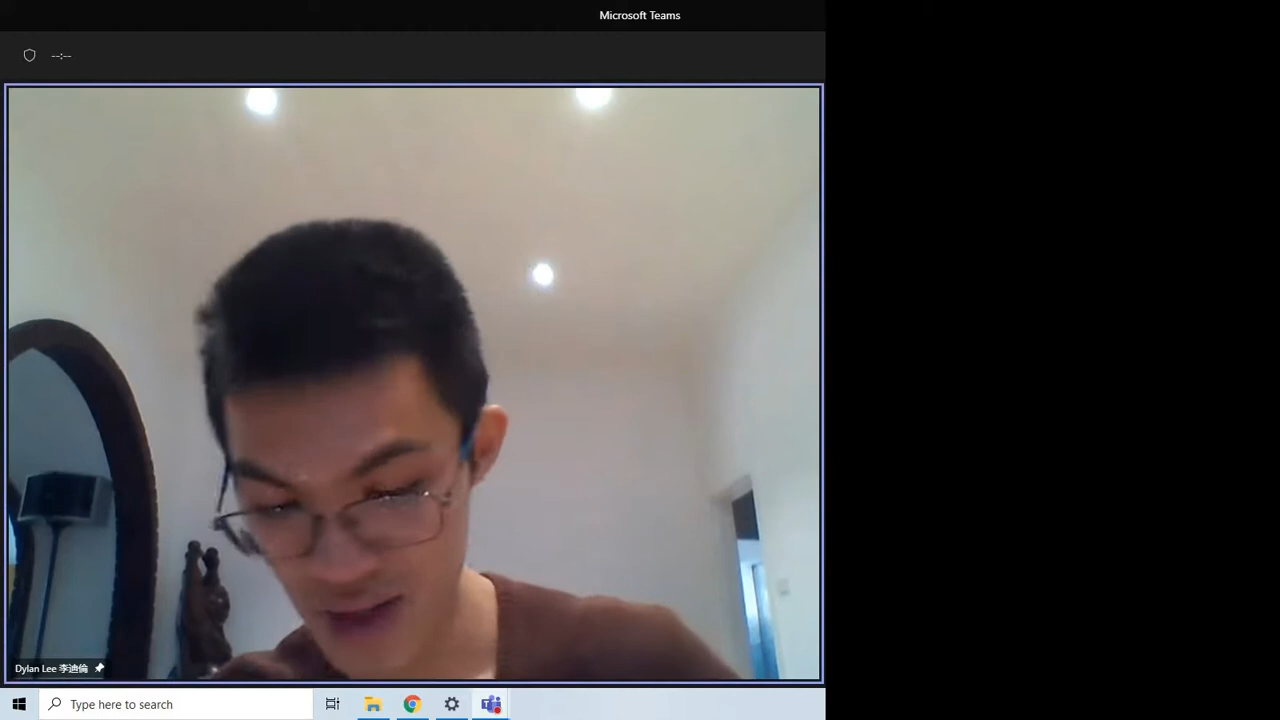 Microsoft Teams
--:--
Dylan Lee 李迪倫
Type here to search